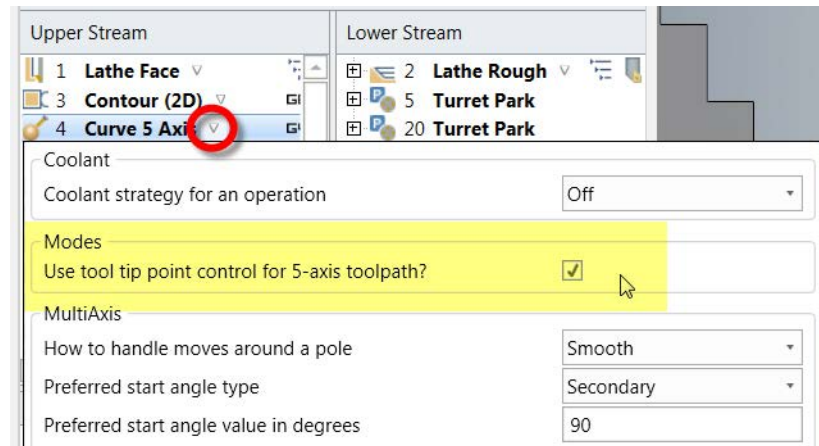 Upper Stream
Lower Stream
1 Lathe Face
2 Lathe Rough
3 Contour (2D)
5 Turret Park
4 Curve 5 Axis
20 Turret Park
Coolant
Coolant strategy for an operation Off
Modes
Use tool tip point control for 5-axis toolpath?
MultiAxis
How to handle moves around a pole Smooth
Preferred start angle type Secondary
Preferred start angle value in degrees 90